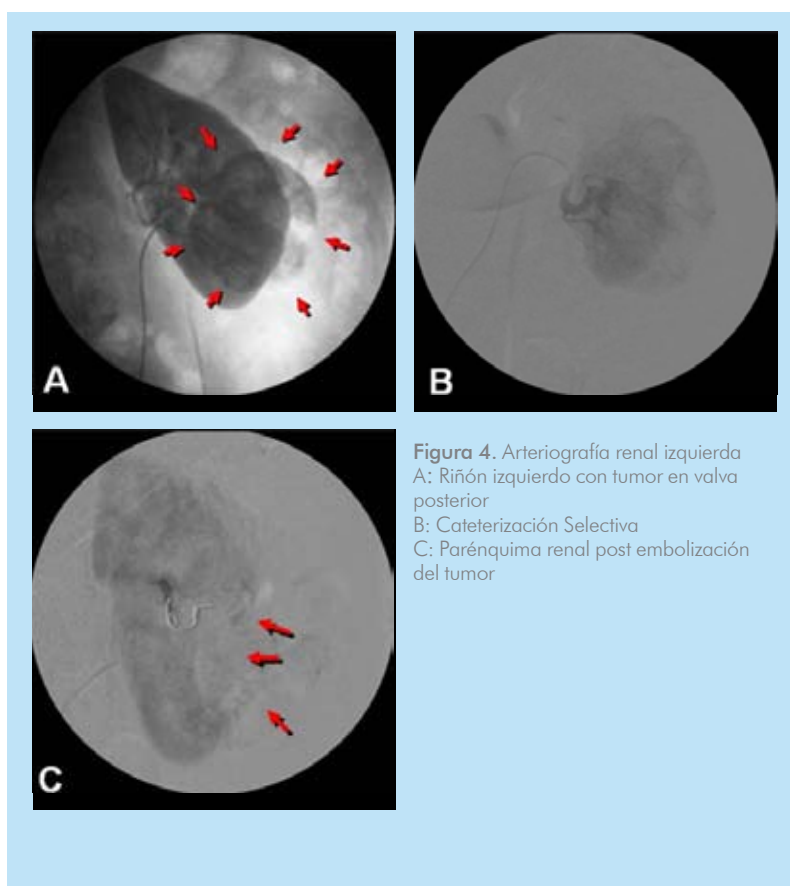 A
B
Figura 4. Arteriografía renal izquierda
A: Riñón izquierdo con tumor en valva
posterior
B: Cateterización Selectiva
C: Parénquima renal post embolización
del tumor
C